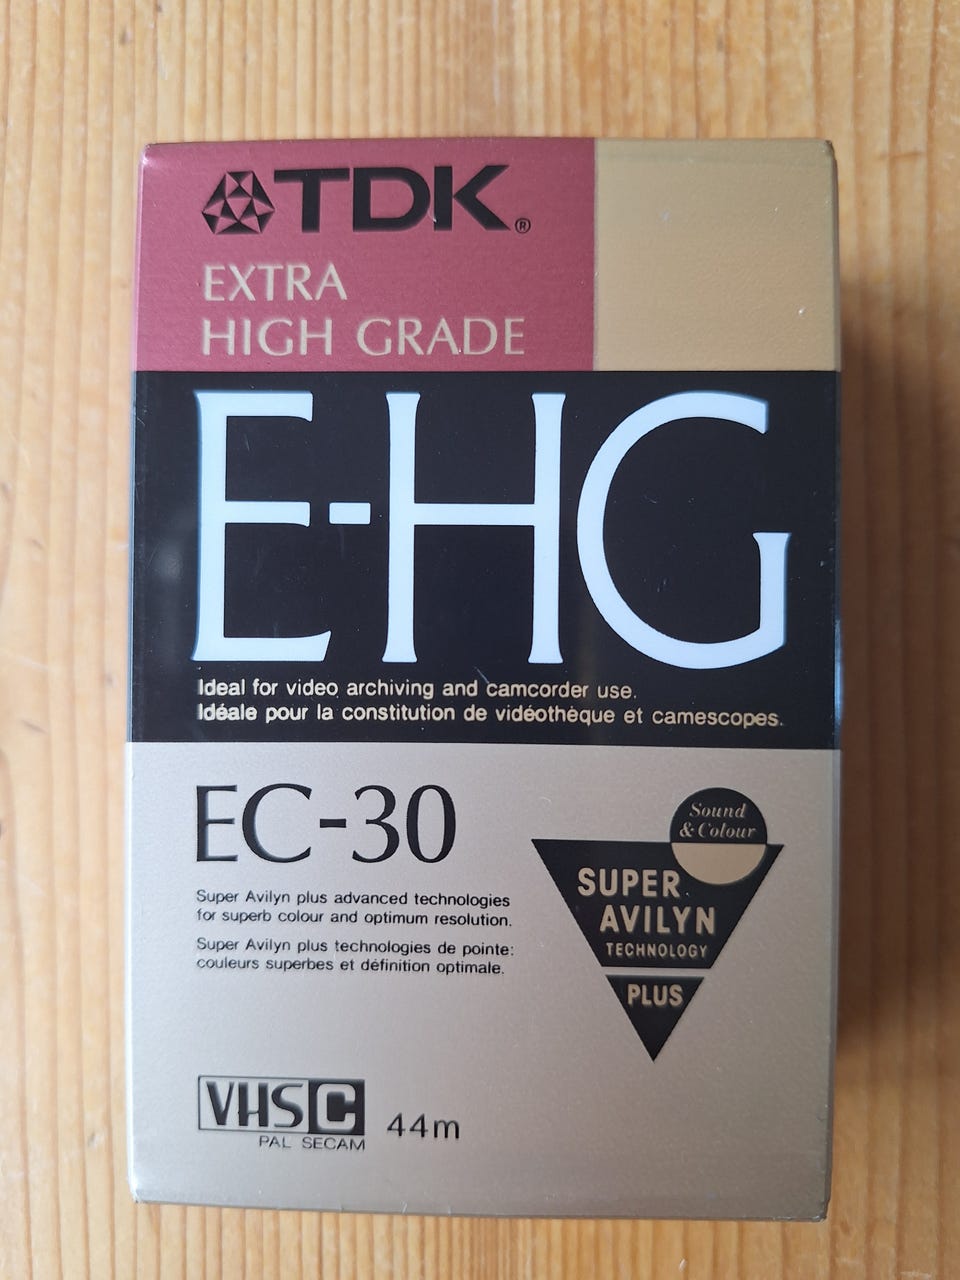 TDK®
EXTRA
HIGH GRADE
E-HG
Ideal for video archiving and camcorder use.
Idéale pour la constitution de vidéothèque et camescopes.
EC-30
Super Avilyn plus advanced technologies
for superb colour and optimum resolution.
Super Avilyn plus technologies de pointe:
couleurs superbes et définition optimale.
Sound
& Colour
SUPER
AVILYN
TECHNOLOGY
PLUS
VHS C
PAL SECAM
44m